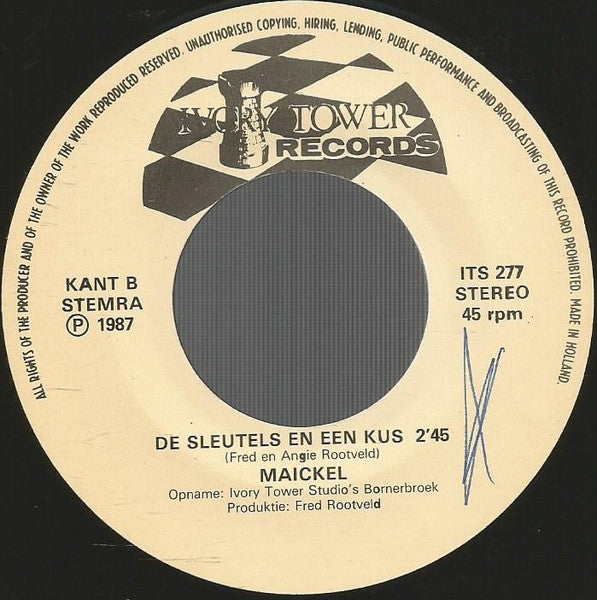 ALL RIGHTS OF THE PRODUCER AND OF THE OWNER OF THE WORK REPRODUCED RESERVED. UNAUTHORISED COPYING, HIRING, LENDING, PUBLIC PERFORMANCE AND BROADCASTING OF THIS RECORD PROHIBITED. MADE IN HOLLAND.
IVORY TOWER
RECORDS
KANT B
STEMRA
℗ 1987
ITS 277
STEREO
45 rpm
DE SLEUTELS EN EEN KUS 2'45
(Fred en Angie Rootveld)
MAICKEL
Opname: Ivory Tower Studio's Bornerbroek
Produktie: Fred Rootveld